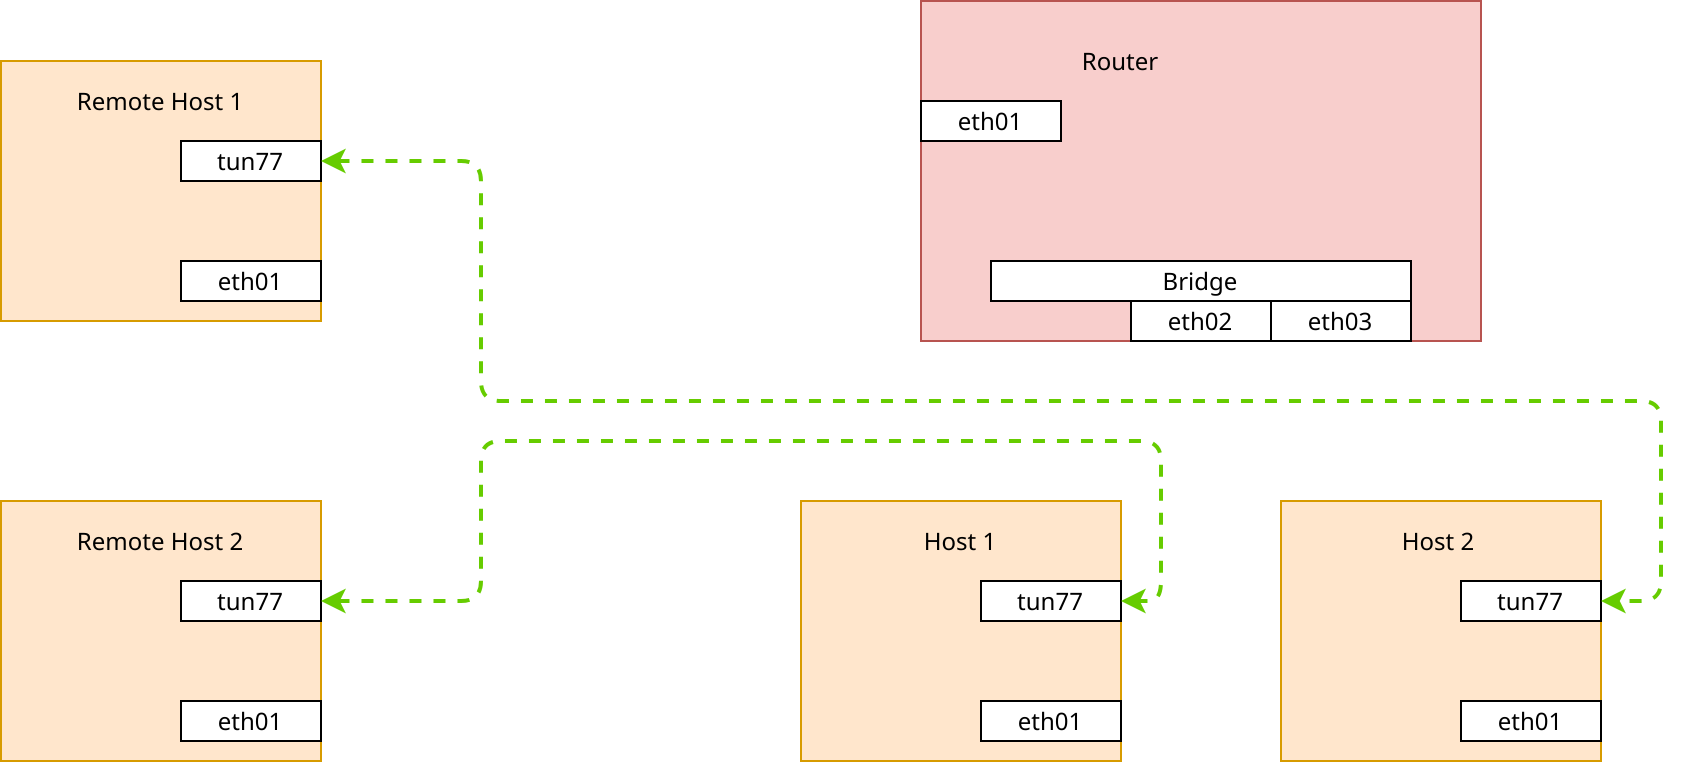 Router
Remote Host 1
eth01
tun77
eth01
Bridge
eth02
eth03
Remote Host 2
tun77
eth01
Host 1
tun77
eth01
Host 2
tun77
eth01